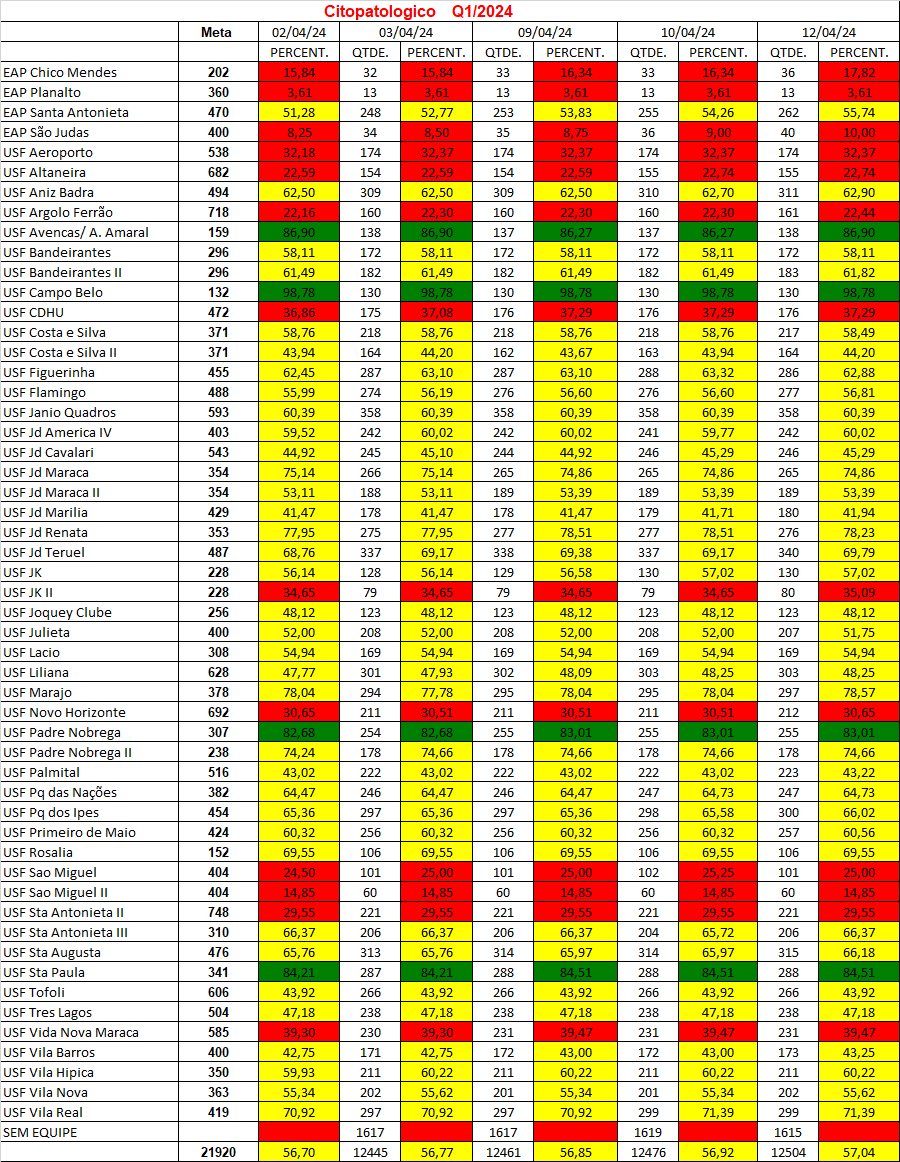 Citopatologico Q1/2024
Meta 02/04/24 03/04/24 09/04/24 10/04/24 12/04/24
PERCENT. QTDE. PERCENT. QTDE. PERCENT. QTDE. PERCENT. QTDE. PERCENT.
EAP Chico Mendes 202 15,84 32 15,84 33 16,34 33 16,34 36 17,82
EAP Planalto 360 3,61 13 3,61 13 3,61 13 3,61 13 3,61
EAP Santa Antonieta 470 51,28 248 52,77 253 53,83 255 54,26 262 55,74
EAP São Judas 400 8,25 34 8,50 35 8,75 36 9,00 40 10,00
USF Aeroporto 538 32,18 174 32,37 174 32,37 174 32,37 174 32,37
USF Altaneira 682 22,59 154 22,59 154 22,59 155 22,74 155 22,74
USF Aniz Badra 494 62,50 309 62,50 309 62,50 310 62,70 311 62,90
USF Argolo Ferrão 718 22,16 160 22,30 160 22,30 160 22,30 161 22,44
USF Avencas/ A. Amaral 159 86,90 138 86,90 137 86,27 137 86,27 138 86,90
USF Bandeirantes 296 58,11 172 58,11 172 58,11 172 58,11 172 58,11
USF Bandeirantes II 296 61,49 182 61,49 182 61,49 182 61,49 183 61,82
USF Campo Belo 132 98,78 130 98,78 130 98,78 130 98,78 130 98,78
USF CDHU 472 36,86 175 37,08 176 37,29 176 37,29 176 37,29
USF Costa e Silva 371 58,76 218 58,76 218 58,76 218 58,76 217 58,49
USF Costa e Silva II 371 43,94 164 44,20 162 43,67 163 43,94 164 44,20
USF Figuerinha 455 62,45 287 63,10 287 63,10 288 63,32 286 62,88
USF Flamingo 488 55,99 274 56,19 276 56,60 276 56,60 277 56,81
USF Janio Quadros 593 60,39 358 60,39 358 60,39 358 60,39 358 60,39
USF Jd America IV 403 59,52 242 60,02 242 60,02 241 59,77 242 60,02
USF Jd Cavalari 543 44,92 245 45,10 244 44,92 246 45,29 246 45,29
USF Jd Maraca 354 75,14 266 75,14 265 74,86 265 74,86 265 74,86
USF Jd Maraca II 354 53,11 188 53,11 189 53,39 189 53,39 189 53,39
USF Jd Marilia 429 41,47 178 41,47 178 41,47 179 41,71 180 41,94
USF Jd Renata 353 77,95 275 77,95 277 78,51 277 78,51 276 78,23
USF Jd Teruel 487 68,76 337 69,17 338 69,38 337 69,17 340 69,79
USF JK 228 56,14 128 56,14 129 56,58 130 57,02 130 57,02
USF JK II 228 34,65 79 34,65 79 34,65 79 34,65 80 35,09
USF Joquey Clube 256 48,12 123 48,12 123 48,12 123 48,12 123 48,12
USF Julieta 400 52,00 208 52,00 208 52,00 208 52,00 207 51,75
USF Lacio 308 54,94 169 54,94 169 54,94 169 54,94 169 54,94
USF Liliana 628 47,77 301 47,93 302 48,09 303 48,25 303 48,25
USF Marajo 378 78,04 294 77,78 295 78,04 295 78,04 297 78,57
USF Novo Horizonte 692 30,65 211 30,51 211 30,51 211 30,51 212 30,65
USF Padre Nobrega 307 82,68 254 82,68 255 83,01 255 83,01 255 83,01
USF Padre Nobrega II 238 74,24 178 74,66 178 74,66 178 74,66 178 74,66
USF Palmital 516 43,02 222 43,02 222 43,02 222 43,02 223 43,22
USF Pq das Nações 382 64,47 246 64,47 246 64,47 247 64,73 247 64,73
USF Pq dos Ipes 454 65,36 297 65,36 297 65,36 298 65,58 300 66,02
USF Primeiro de Maio 424 60,32 256 60,32 256 60,32 256 60,32 257 60,56
USF Rosalia 152 69,55 106 69,55 106 69,55 106 69,55 106 69,55
USF Sao Miguel 404 24,50 101 25,00 101 25,00 102 25,25 101 25,00
USF Sao Miguel II 404 14,85 60 14,85 60 14,85 60 14,85 60 14,85
USF Sta Antonieta II 748 29,55 221 29,55 221 29,55 221 29,55 221 29,55
USF Sta Antonieta III 310 66,37 206 66,37 206 66,37 204 65,72 206 66,37
USF Sta Augusta 476 65,76 313 65,76 314 65,97 314 65,97 315 66,18
USF Sta Paula 341 84,21 287 84,21 288 84,51 288 84,51 288 84,51
USF Tofoli 606 43,92 266 43,92 266 43,92 266 43,92 266 43,92
USF Tres Lagos 504 47,18 238 47,18 238 47,18 238 47,18 238 47,18
USF Vida Nova Maraca 585 39,30 230 39,30 231 39,47 231 39,47 231 39,47
USF Vila Barros 400 42,75 171 42,75 172 43,00 172 43,00 173 43,25
USF Vila Hipica 350 59,93 211 60,22 211 60,22 211 60,22 211 60,22
USF Vila Nova 363 55,34 202 55,62 201 55,34 201 55,34 202 55,62
USF Vila Real 419 70,92 297 70,92 297 70,92 299 71,39 299 71,39
SEM EQUIPE 1617 1617 1619 1615
21920 56,70 12445 56,77 12461 56,85 12476 56,92 12504 57,04